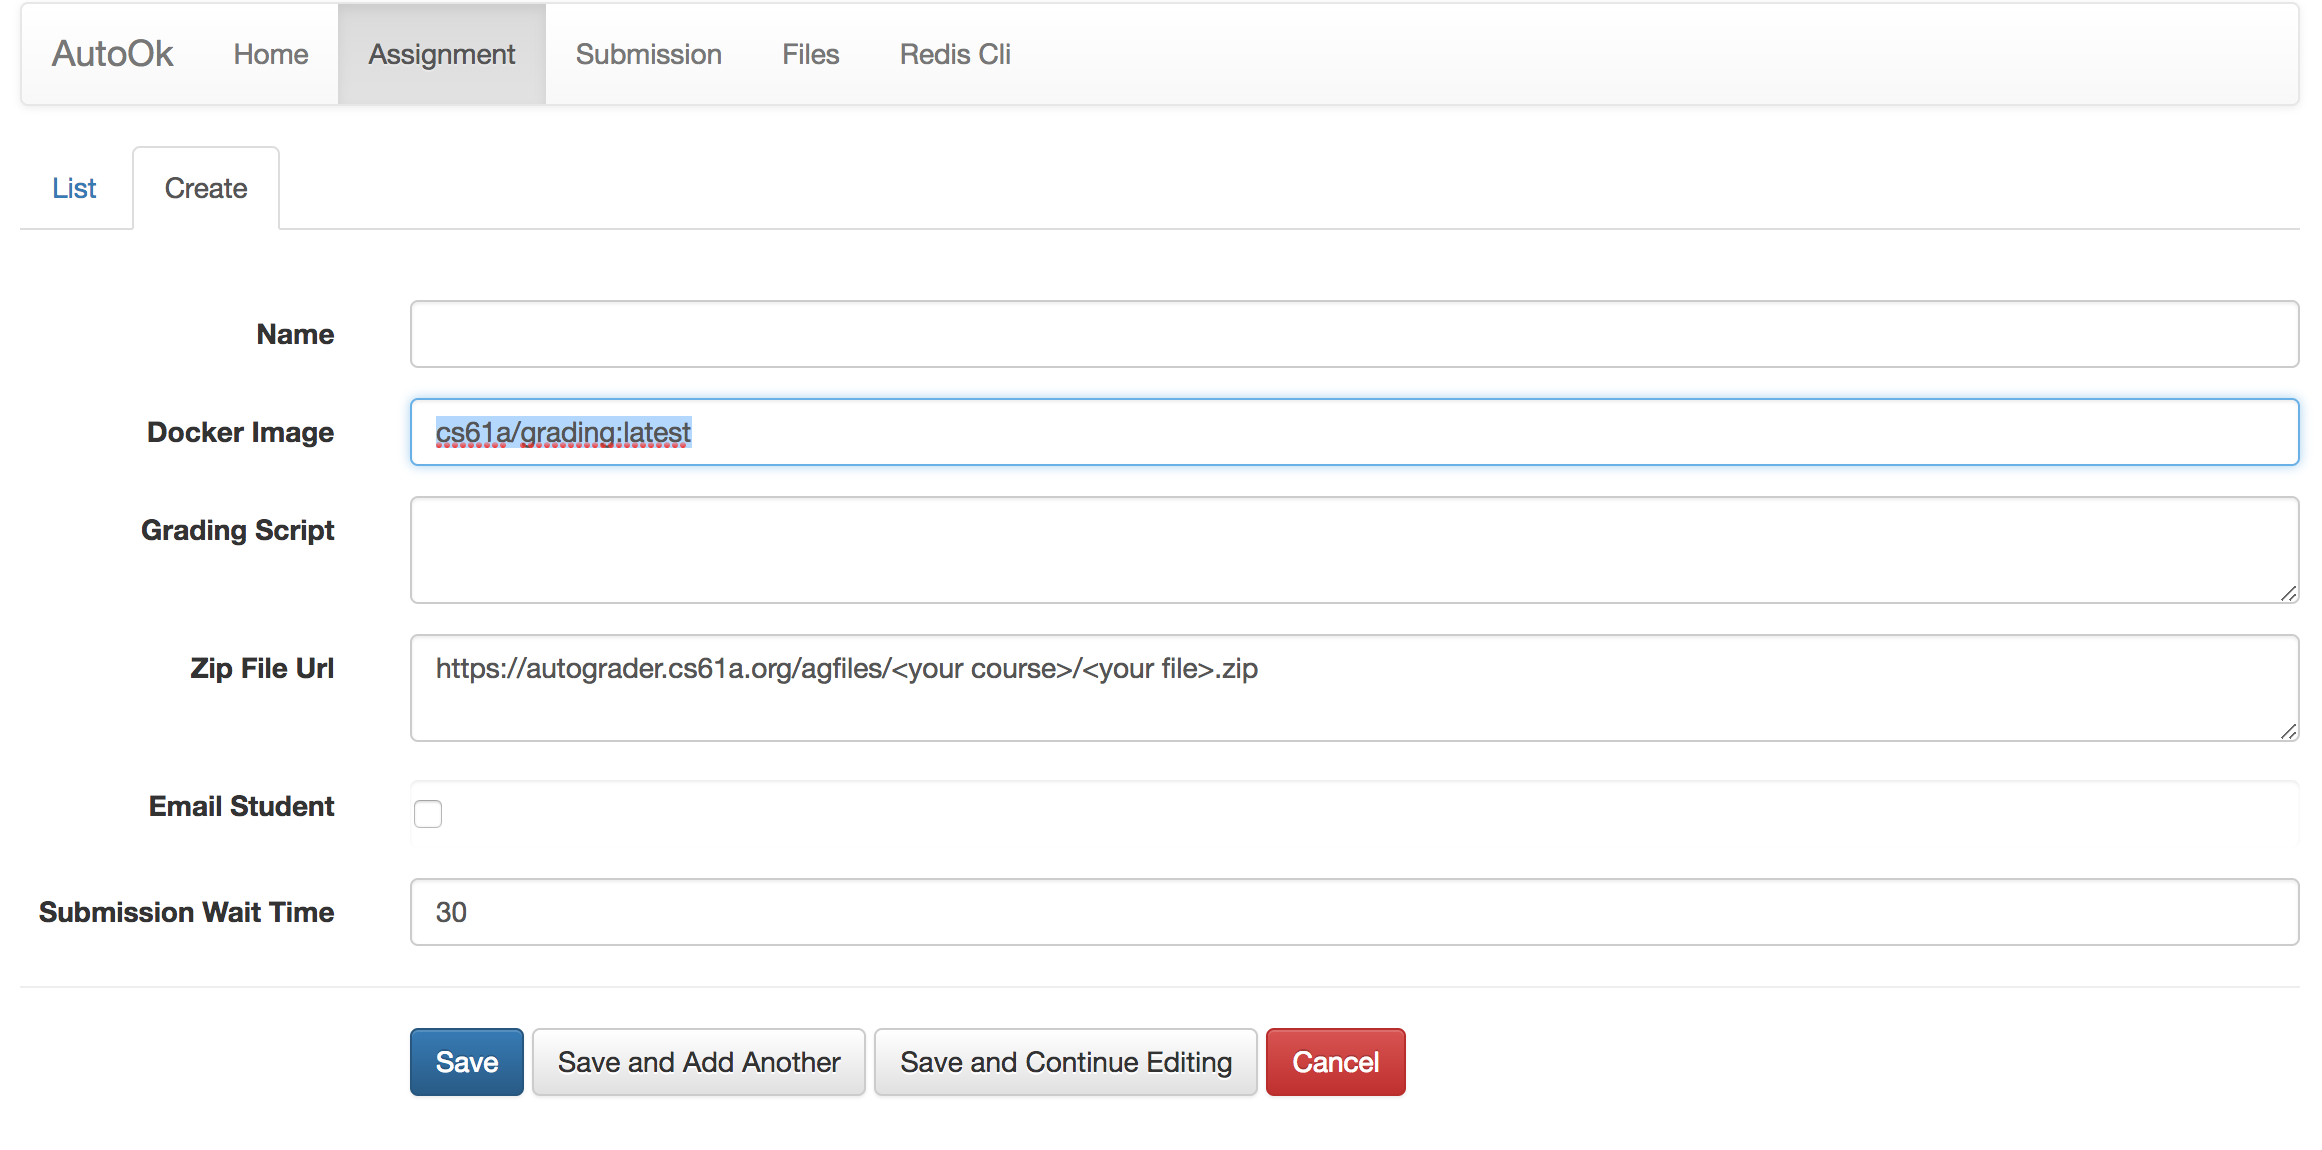 AutoOk Home Assignment Submission Files Redis Cli
List Create
Name
Docker Image cs61a/grading:latest
Grading Script
Zip File Url https://autograder.cs61a.org/agfiles/<your course>/<your file>.zip
Email Student
Submission Wait Time 30
Save Save and Add Another Save and Continue Editing Cancel